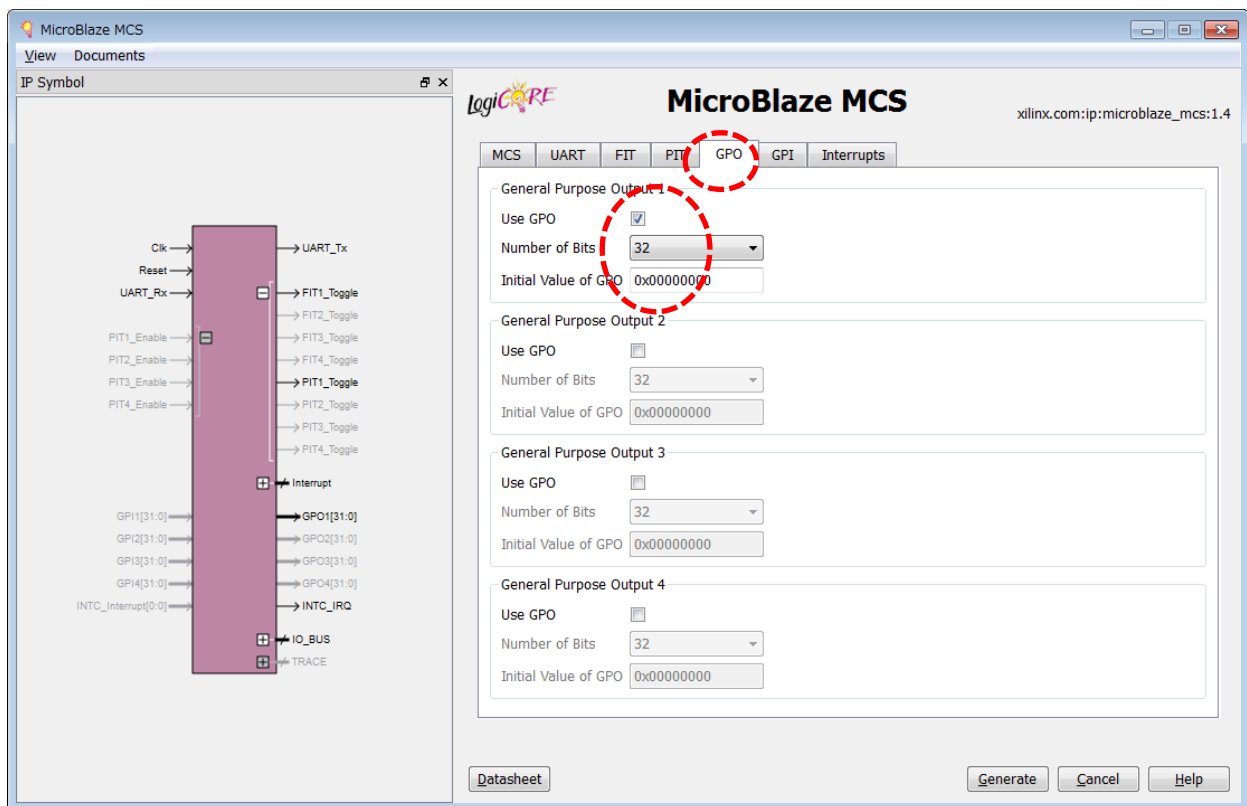 MicroBlaze MCS
View Documents
IP Symbol
Clk
Reset
UART_Rx
PIT1_Enable
PIT2_Enable
PIT3_Enable
PIT4_Enable
GPI1[31:0]
GPI2[31:0]
GPI3[31:0]
GPI4[31:0]
INTC_Interrupt[0:0]
UART_Tx
FIT1_Toggle
FIT2_Toggle
FIT3_Toggle
FIT4_Toggle
PIT1_Toggle
PIT2_Toggle
PIT3_Toggle
PIT4_Toggle
Interrupt
GPO1[31:0]
GPO2[31:0]
GPO3[31:0]
GPO4[31:0]
INTC_IRQ
IO_BUS
TRACE
LogiCORE
MicroBlaze MCS
xilinx.com:ip:microblaze_mcs:1.4
MCS UART FIT PIT GPO GPI Interrupts
General Purpose Output 1
Use GPO
Number of Bits 32
Initial Value of GPO 0x00000000
General Purpose Output 2
Use GPO
Number of Bits 32
Initial Value of GPO 0x00000000
General Purpose Output 3
Use GPO
Number of Bits 32
Initial Value of GPO 0x00000000
General Purpose Output 4
Use GPO
Number of Bits 32
Initial Value of GPO 0x00000000
Datasheet Generate Cancel Help